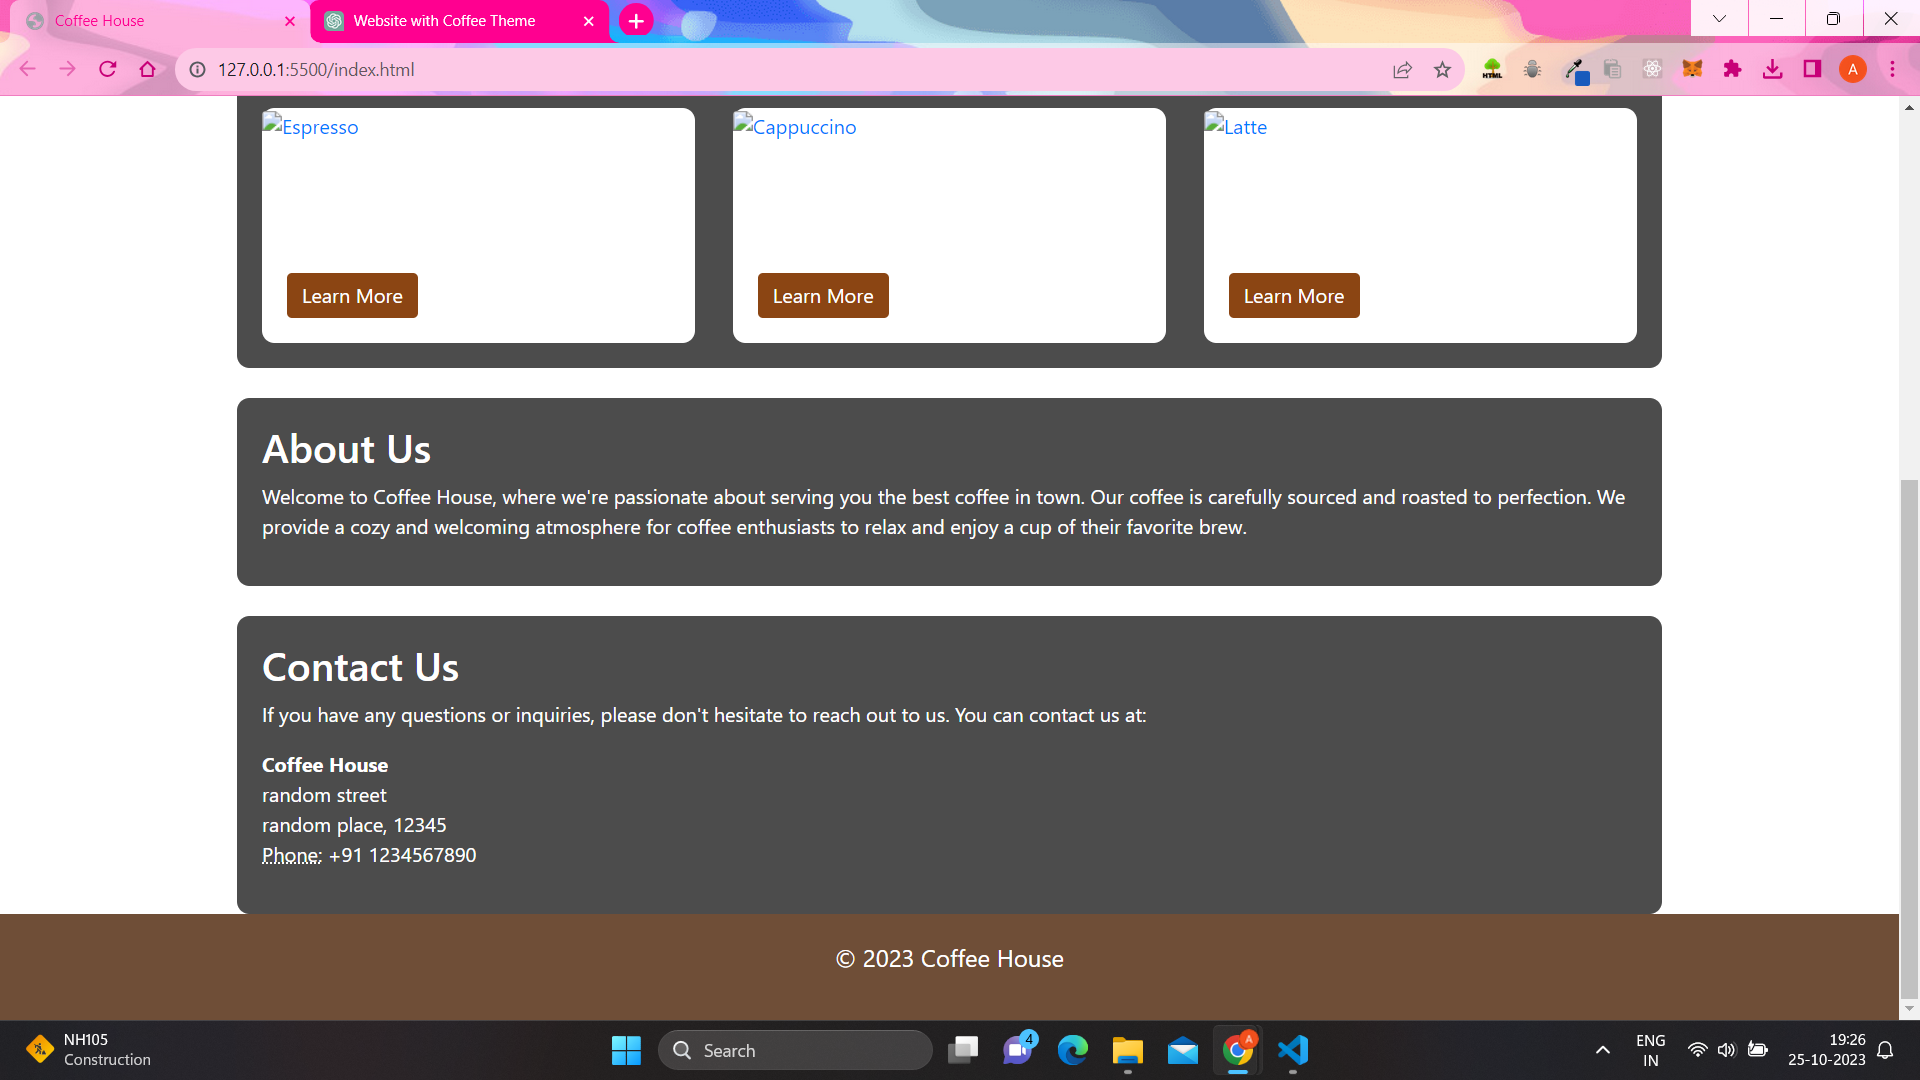 Coffee House
Website with Coffee Theme
127.0.0.1:5500/index.html
HTML
A
Espresso
Cappuccino
Latte
Learn More
Learn More
Learn More
About Us
Welcome to Coffee House, where we're passionate about serving you the best coffee in town. Our coffee is carefully sourced and roasted to perfection. We
provide a cozy and welcoming atmosphere for coffee enthusiasts to relax and enjoy a cup of their favorite brew.
Contact Us
If you have any questions or inquiries, please don't hesitate to reach out to us. You can contact us at:
Coffee House
random street
random place, 12345
Phone: +91 1234567890
© 2023 Coffee House
NH105
Construction
Search
4
A
ENG
IN
19:26
25-10-2023